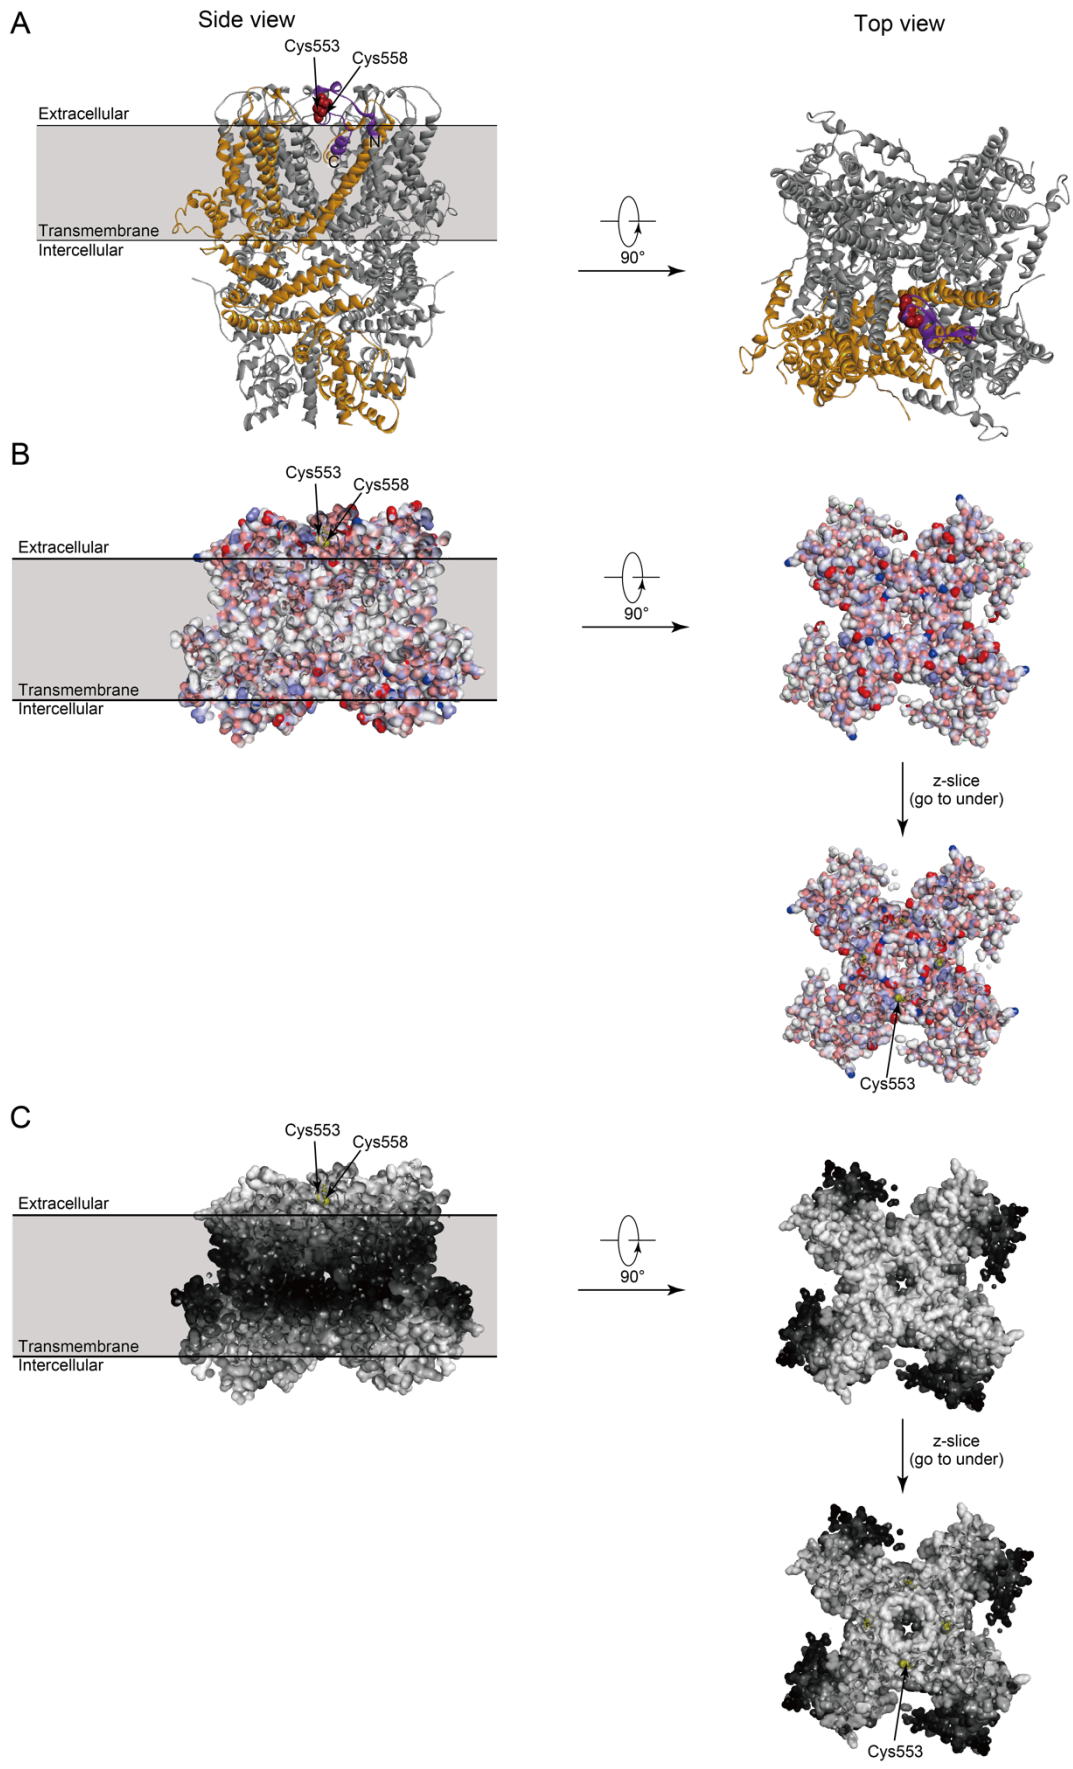 A
Side view
Top view
Cys553
Cys558
Extracellular
N
C
Transmembrane
Intercellular
90°
B
Cys553
Cys558
Extracellular
90°
Transmembrane
Intercellular
z-slice
(go to under)
Cys553
C
Cys553
Cys558
Extracellular
90°
Transmembrane
Intercellular
z-slice
(go to under)
Cys553